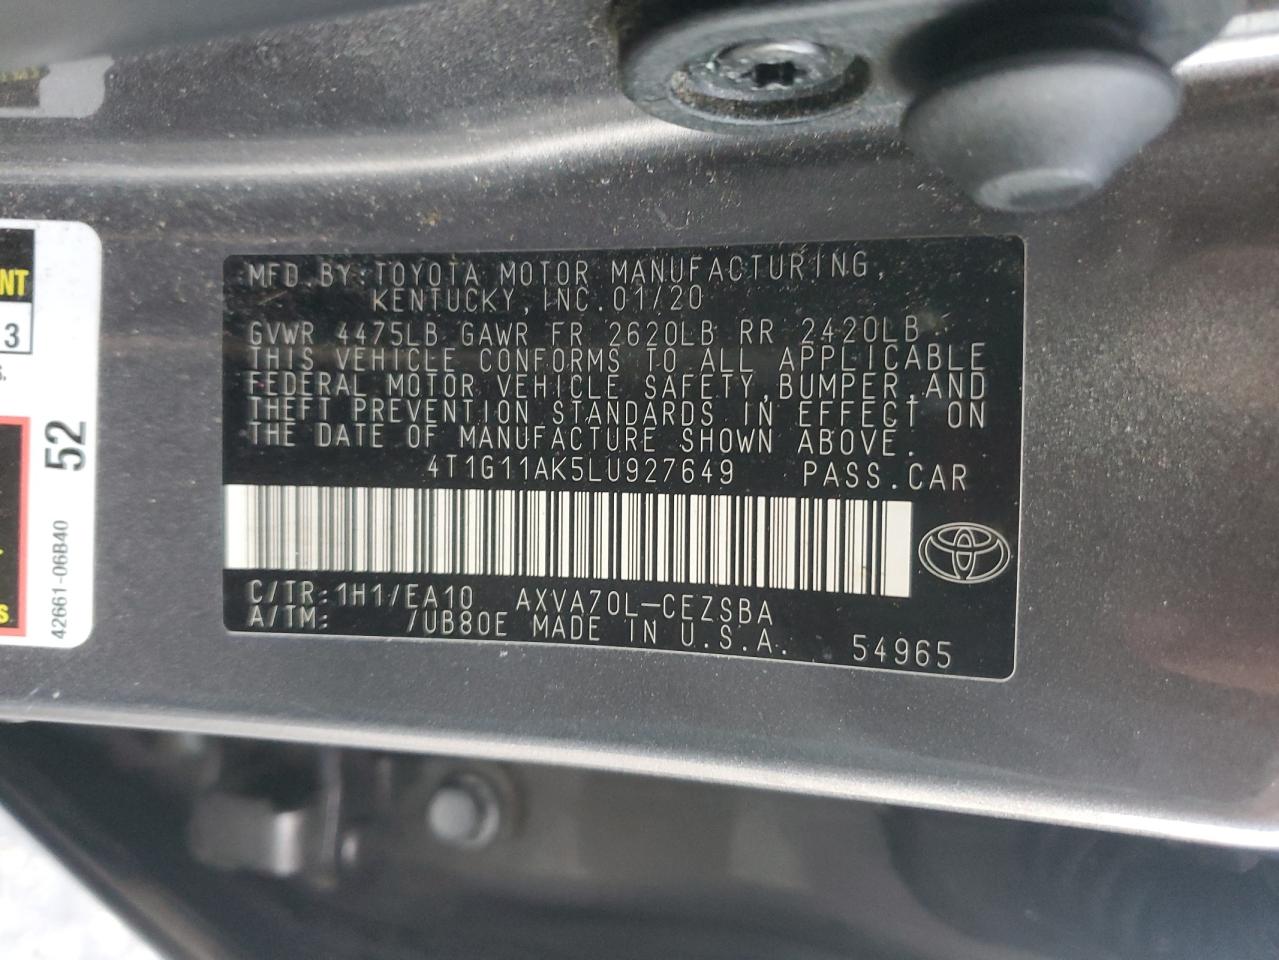 NT
3
S.
52
42661-06B40
S
MFD.BY:TOYOTA MOTOR MANUFACTURING,
KENTUCKY, INC.01/20
GVWR 4475LB GAWR FR 2620LB RR 2420LB
THIS VEHICLE CONFORMS TO ALL APPLICABLE
FEDERAL MOTOR VEHICLE SAFETY,BUMPER,AND
THEFT PREVENTION STANDARDS IN EFFECT ON
THE DATE OF MANUFACTURE SHOWN ABOVE.
4T1G11AK5LU927649 PASS.CAR
C/TR:1H1/EA10 AXVA70L-CEZSBA
A/TM: /UB80E MADE IN U.S.A. 54965